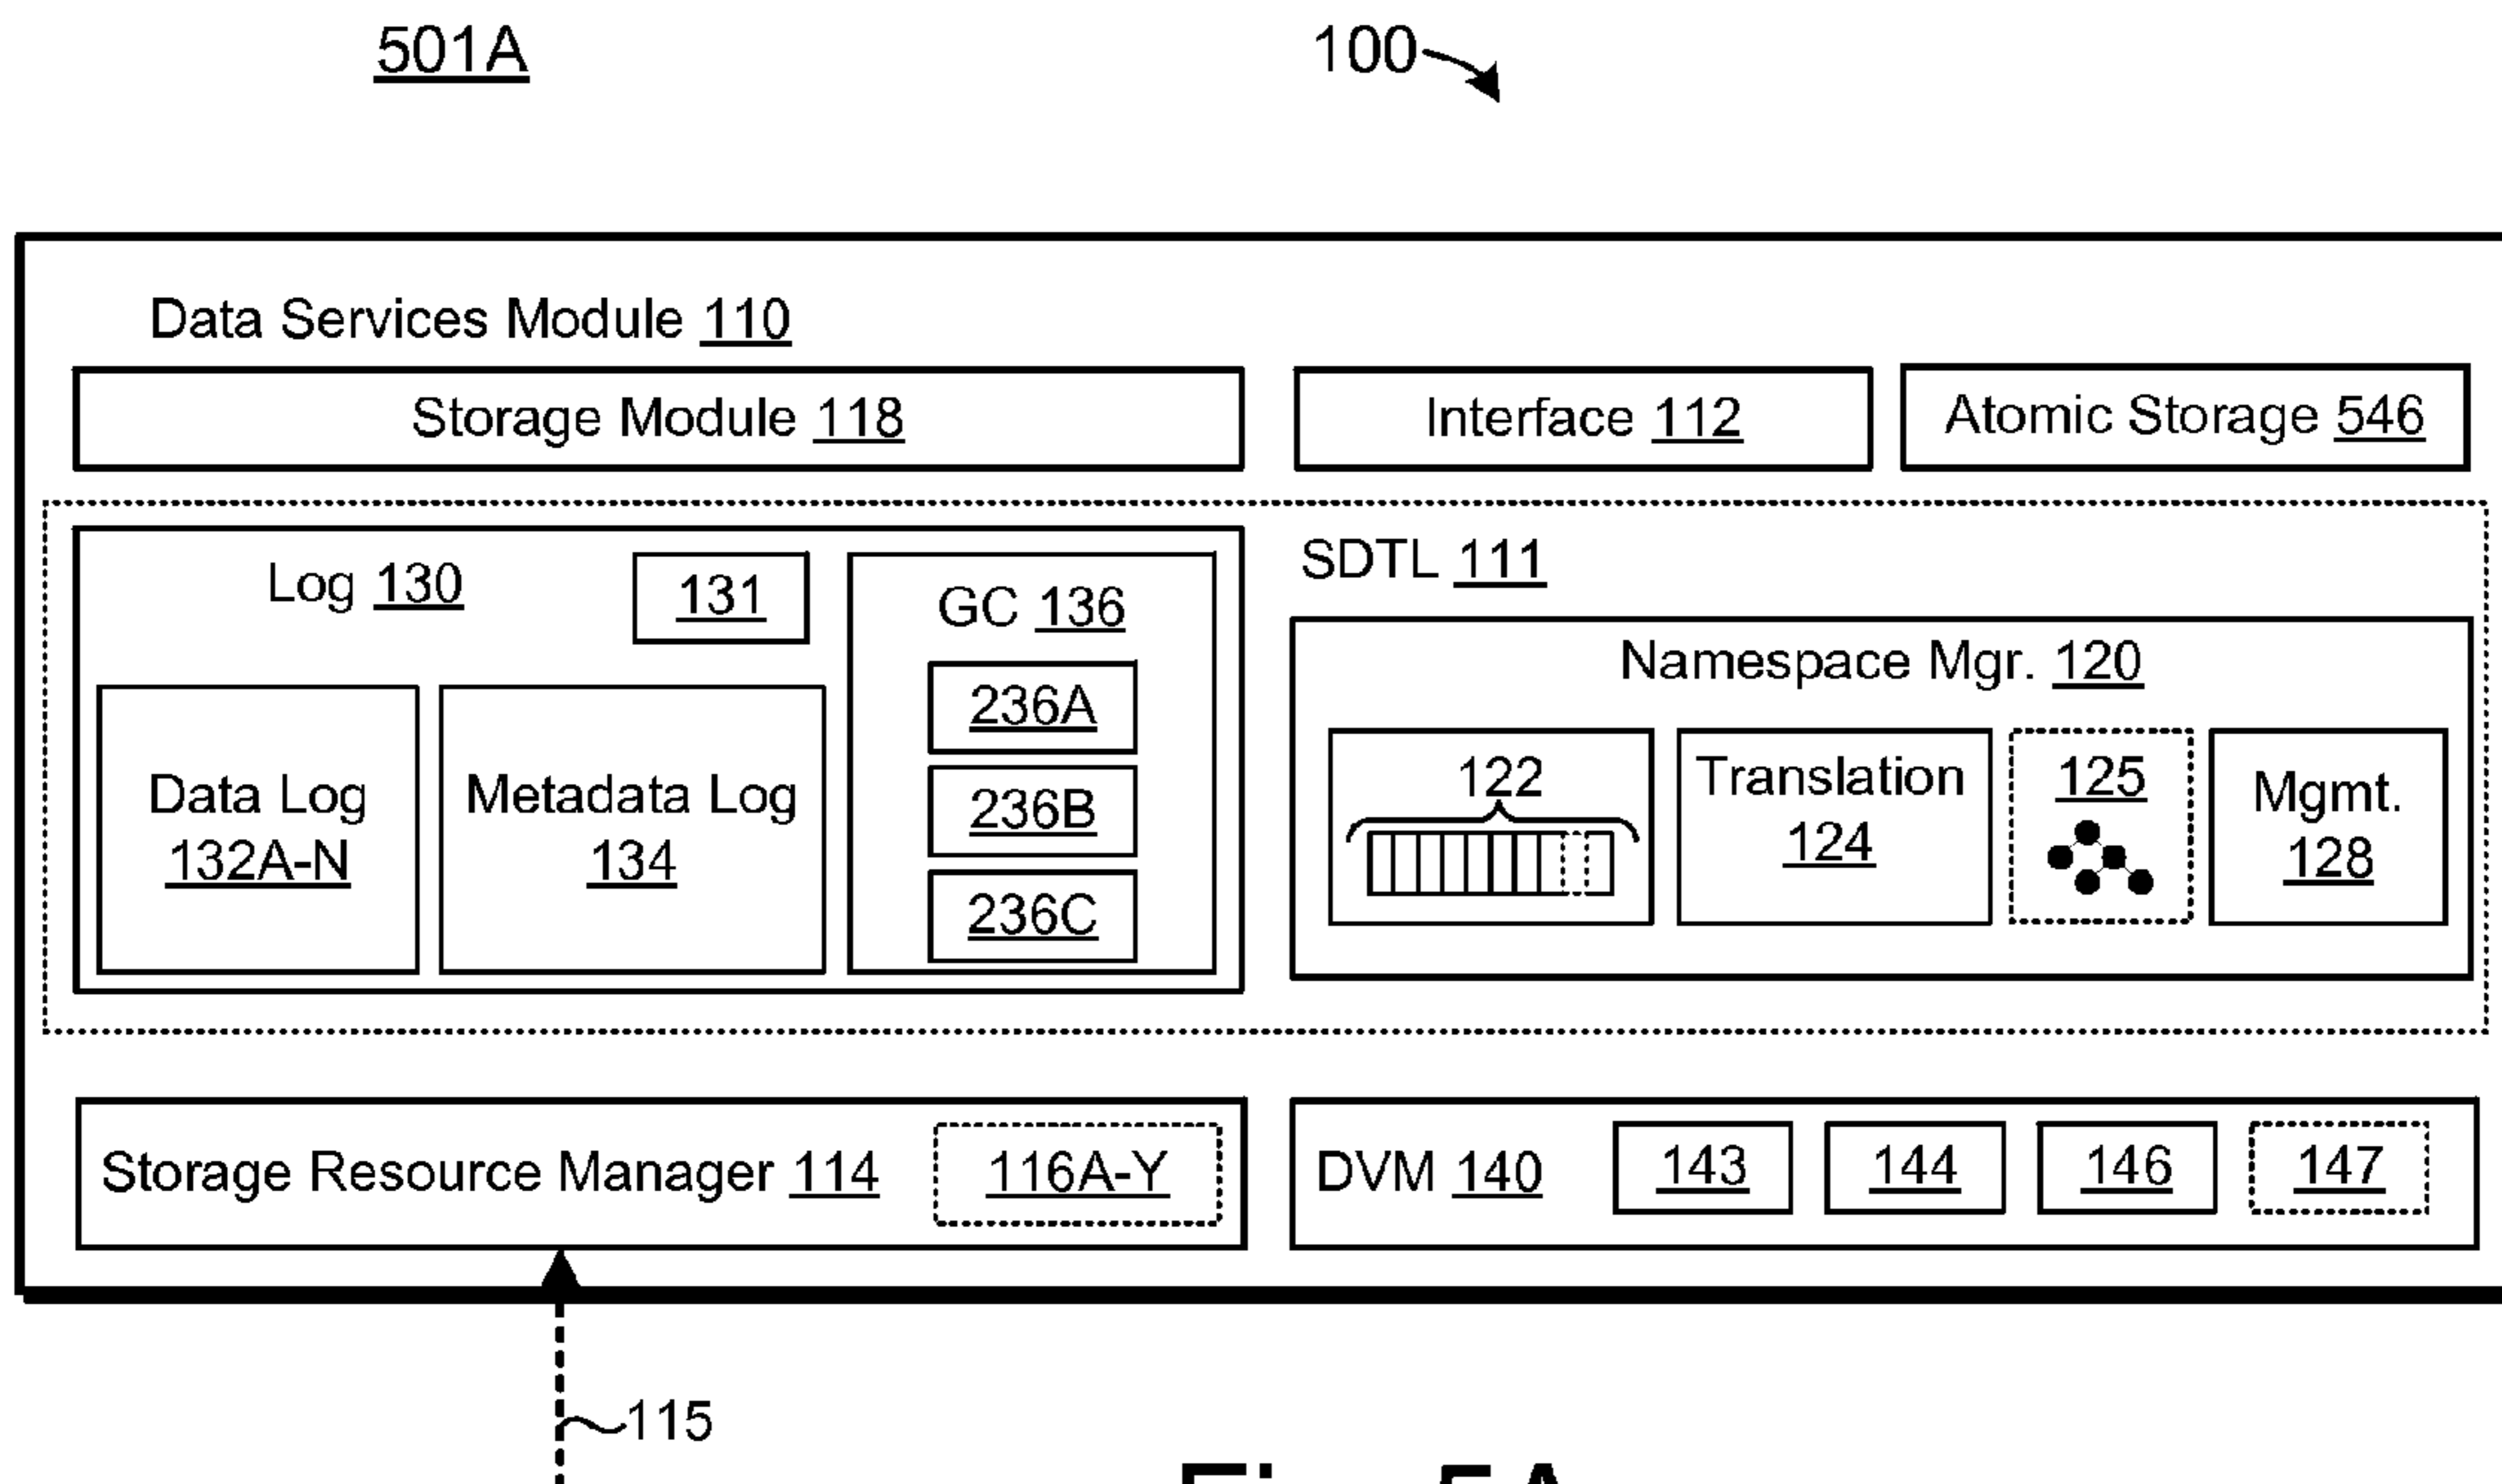 501A
100
Data Services Module 110
Storage Module 118
Interface 112
Atomic Storage 546
Log 130
131
GC 136
236A
236B
236C
Data Log
132A-N
Metadata Log
134
SDTL 111
Namespace Mgr. 120
122
Translation
124
125
Mgmt.
128
Storage Resource Manager 114
116A-Y
DVM 140
143
144
146
147
115